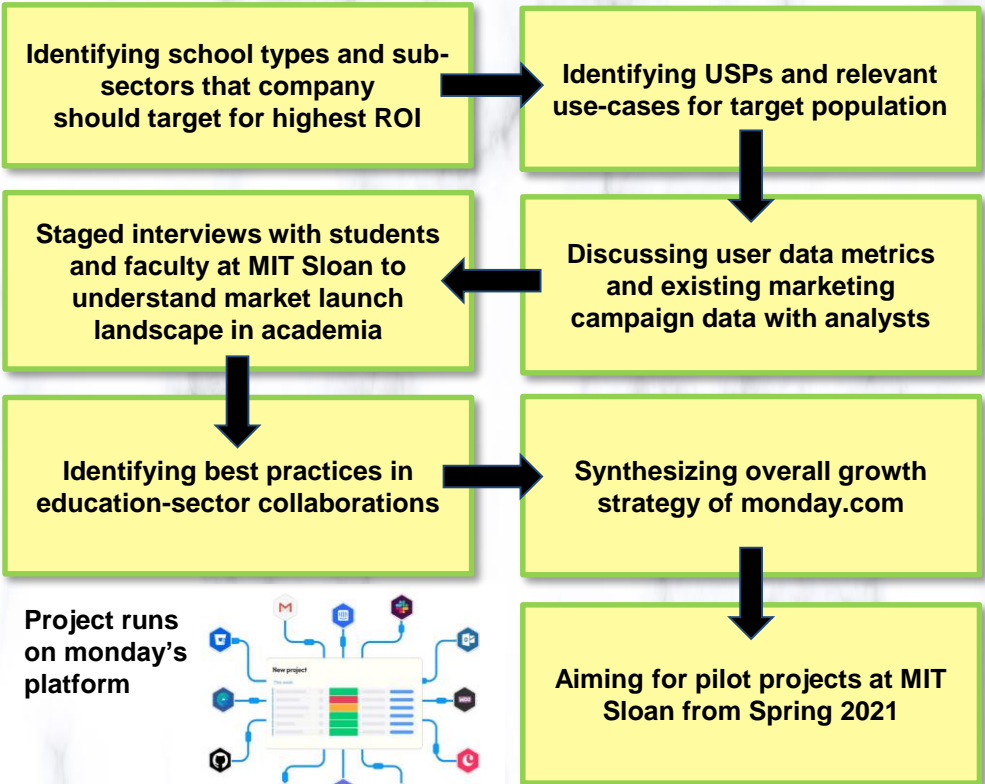 Identifying school types and sub-
sectors that company
should target for highest ROI
Identifying USPs and relevant
use-cases for target population
Discussing user data metrics
and existing marketing
campaign data with analysts
Staged interviews with students
and faculty at MIT Sloan to
understand market launch
landscape in academia
Identifying best practices in
education-sector collaborations
Synthesizing overall growth
strategy of monday.com
Aiming for pilot projects at MIT
Sloan from Spring 2021
Project runs
on monday's
platform
New project
This week